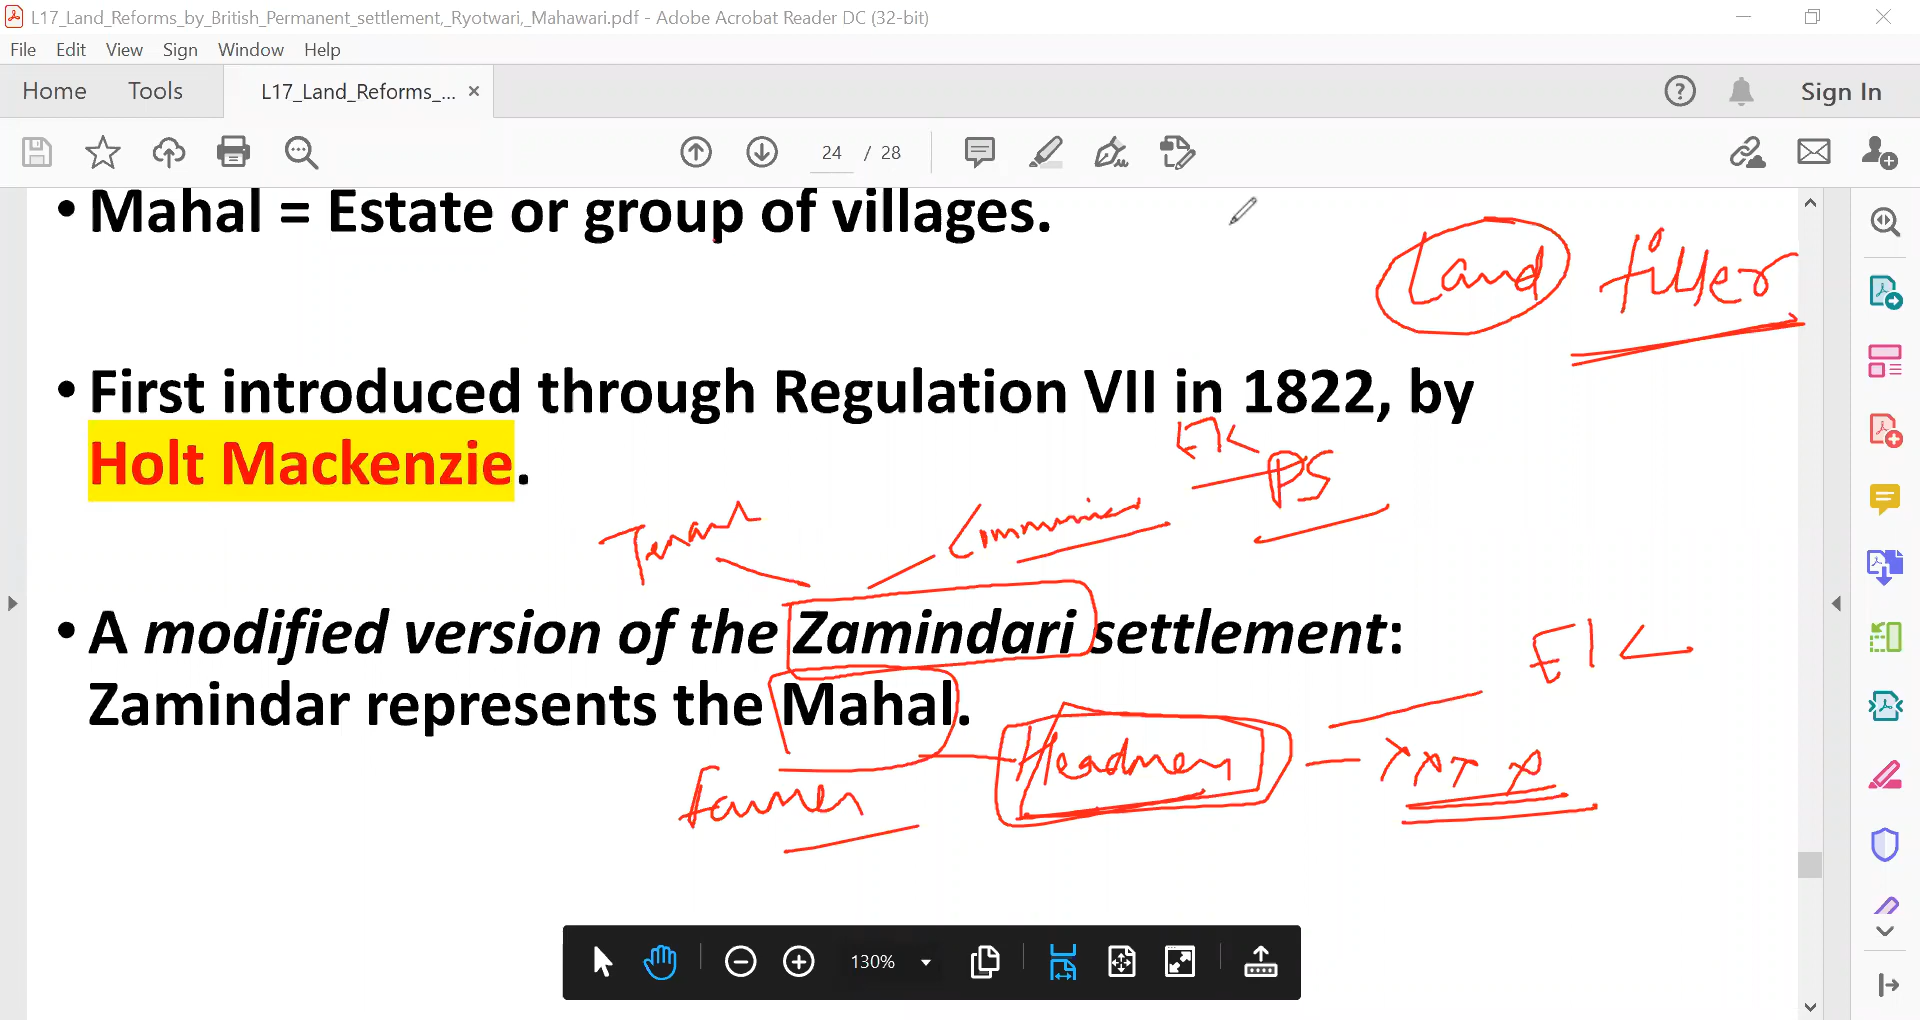 L17_Land_Reforms_by_British_Permanent_settlement,_Ryotwari,_Mahawari.pdf - Adobe Acrobat Reader DC (32-bit)
File Edit View Sign Window Help
Home Tools L17_Land_Reforms_... × Sign In
24 / 28
• Mahal = Estate or group of villages.
Land tiller
• First introduced through Regulation VII in 1822, by
EIC
Holt Mackenzie.
PS
Tenant
• A modified version of the Zamindari settlement:
EIC
Zamindar represents the Mahal.
Headmen
Farmer
130%